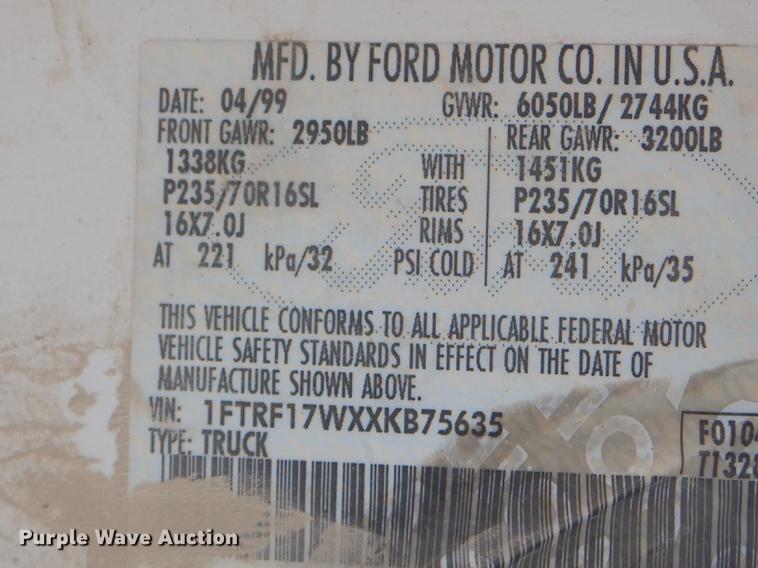 MFD. BY FORD MOTOR CO. IN U.S.A.
DATE: 04/99 GVWR: 6050LB/ 2744KG
FRONT GAWR: 2950LB REAR GAWR: 3200LB
1338KG WITH 1451KG
P235/70R16SL TIRES P235/70R16SL
16X7.0J RIMS 16X7.0J
AT 221 kPa/32 PSI COLD AT 241 kPa/35
THIS VEHICLE CONFORMS TO ALL APPLICABLE FEDERAL MOTOR
VEHICLE SAFETY STANDARDS IN EFFECT ON THE DATE OF
MANUFACTURE SHOWN ABOVE.
VIN: 1FTRF17WXXKB75635
TYPE: TRUCK
F0104
T1328
Purple Wave Auction